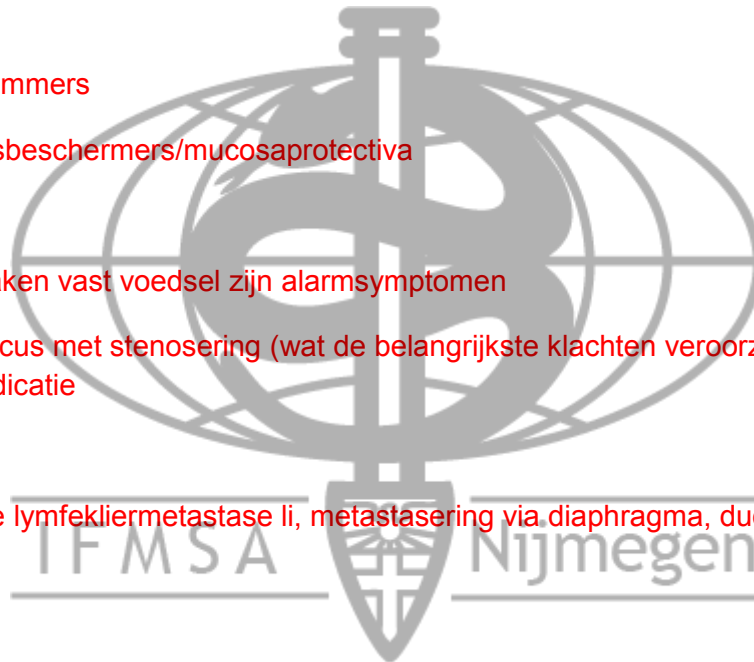 mmers
sbeschermers/mucosaprotectiva
aken vast voedsel zijn alarmsymptomen
cus met stenosering (wat de belangrijkste klachten veroorz
dicatie
e lymfekliermetastase li, metastasering via diaphragma, du
IFMSA Nijmegen